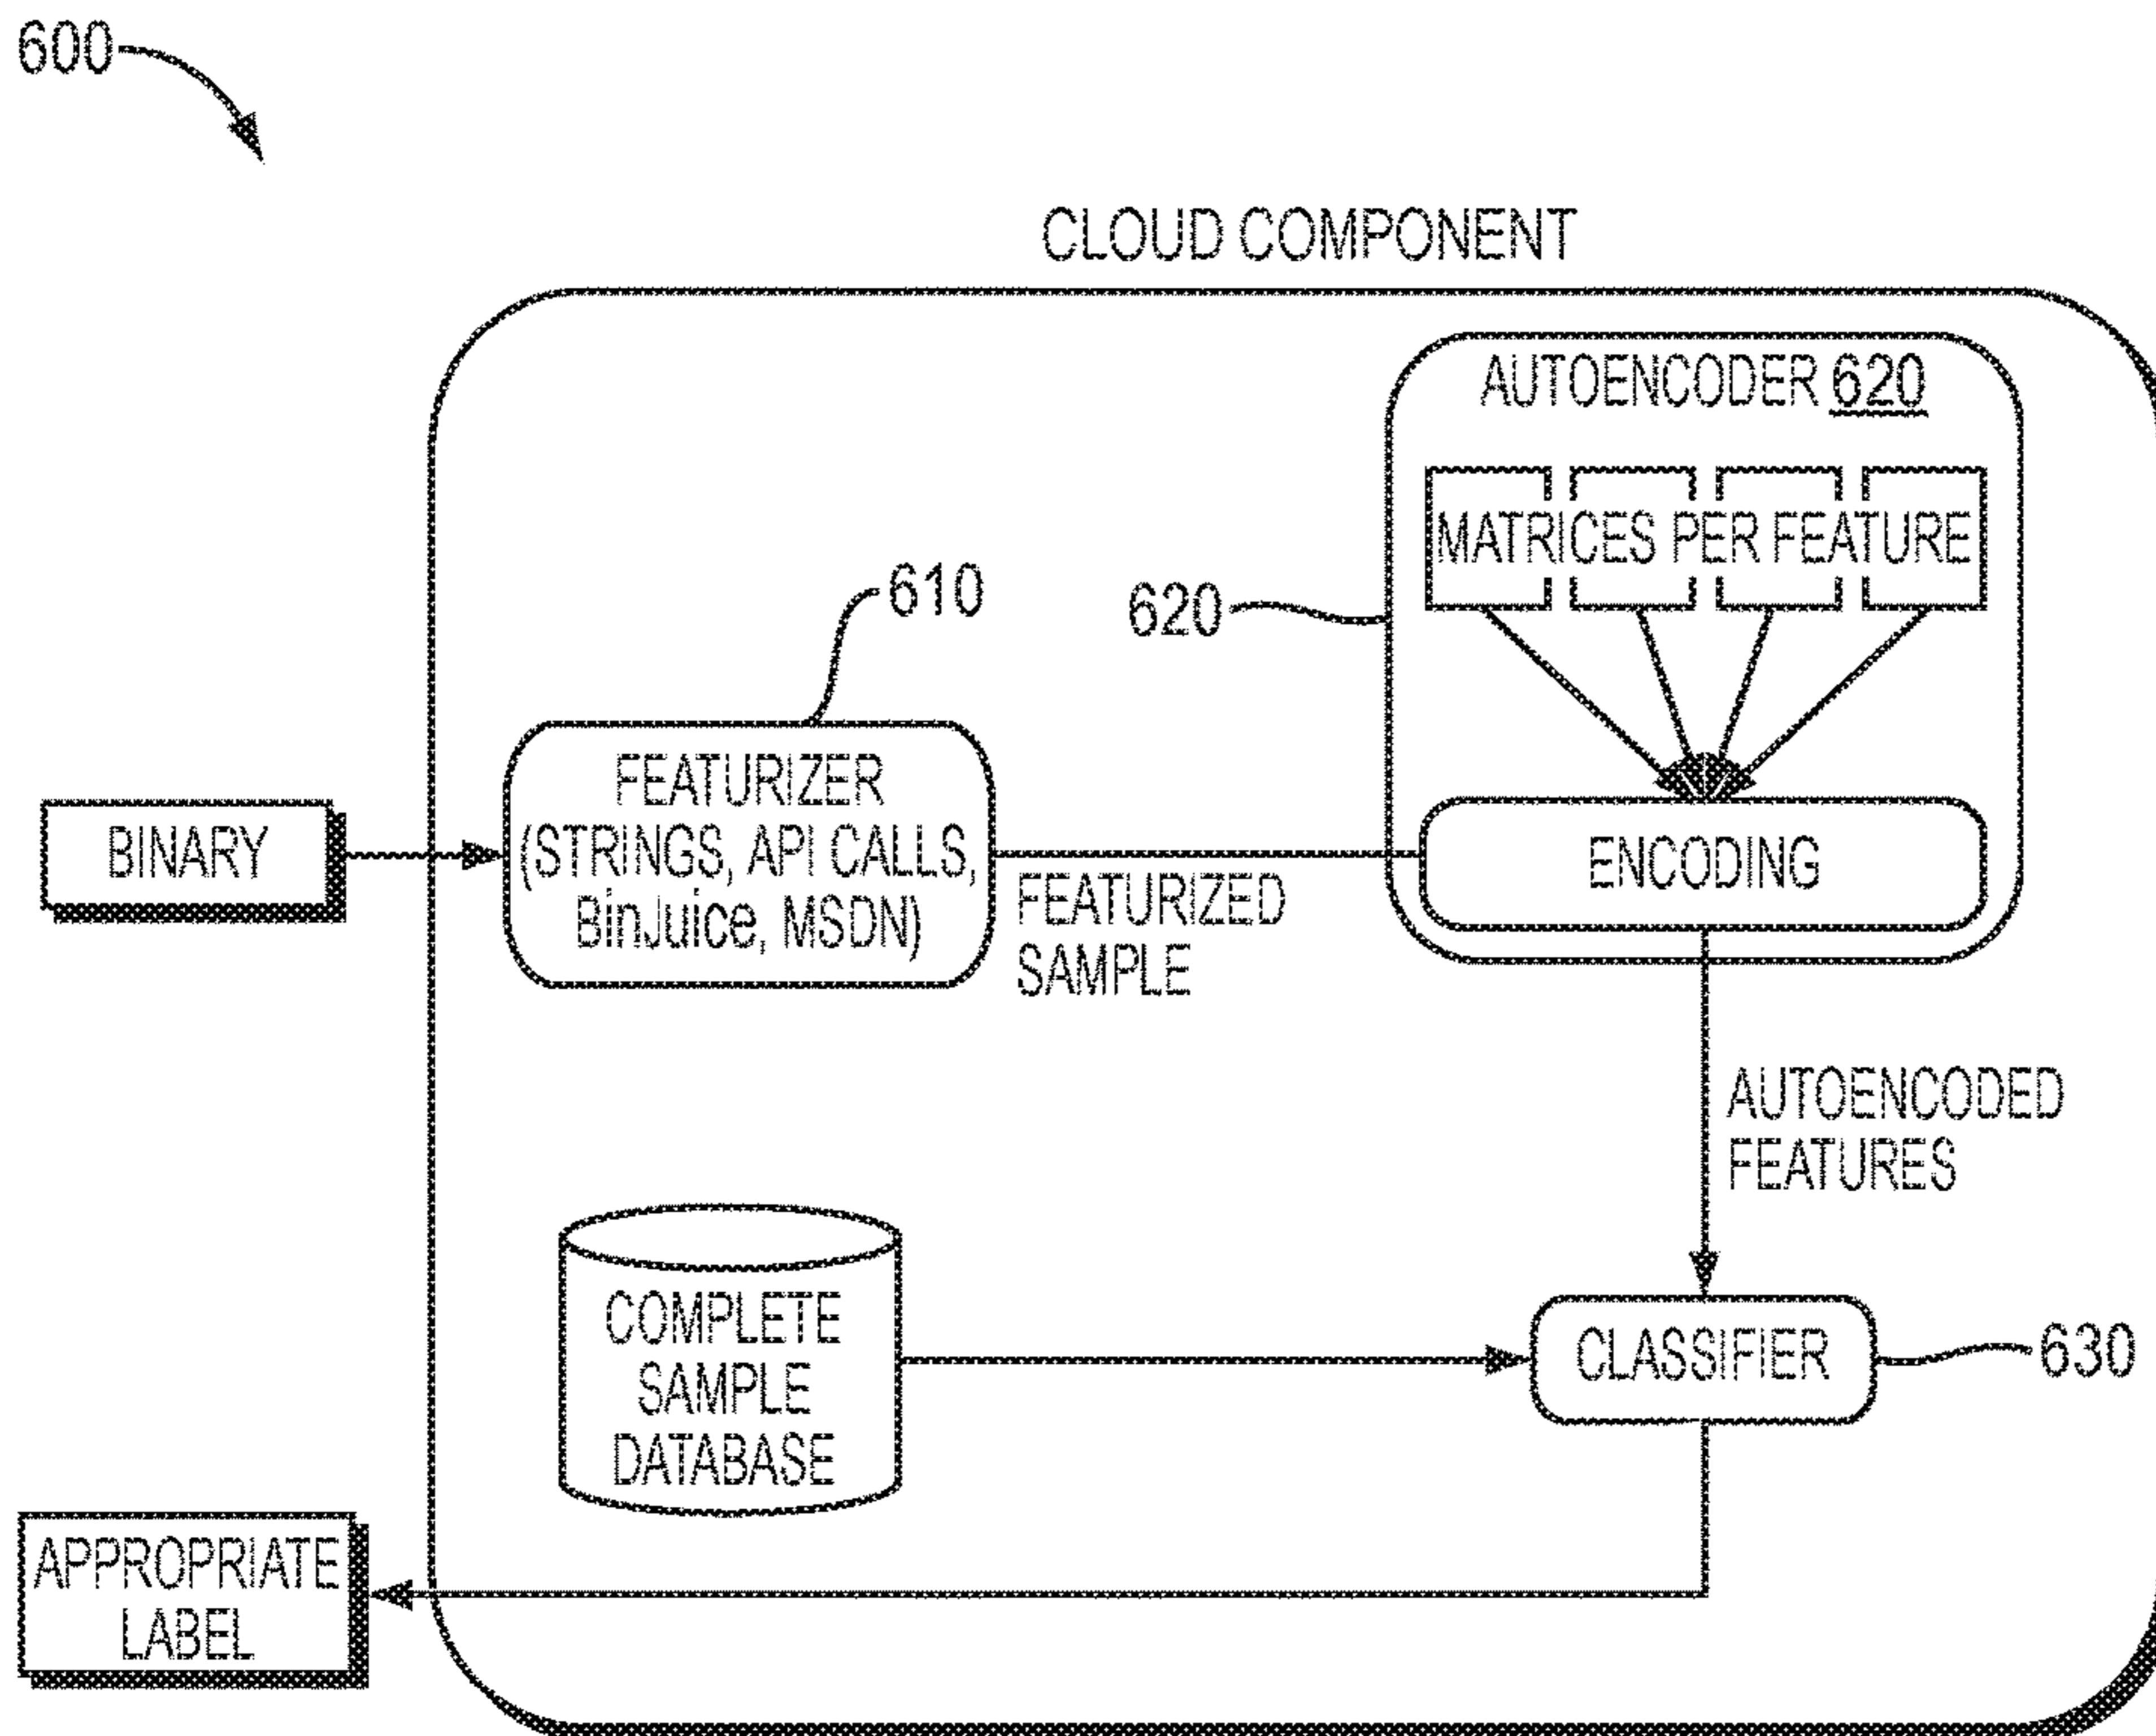 600
CLOUD COMPONENT
AUTOENCODER 620
MATRICES PER FEATURE
610
620
FEATURIZER
(STRINGS, API CALLS,
BinJuice, MSDN)
BINARY
FEATURIZED
SAMPLE
ENCODING
AUTOENCODED
FEATURES
COMPLETE
SAMPLE
DATABASE
CLASSIFIER
630
APPROPRIATE
LABEL